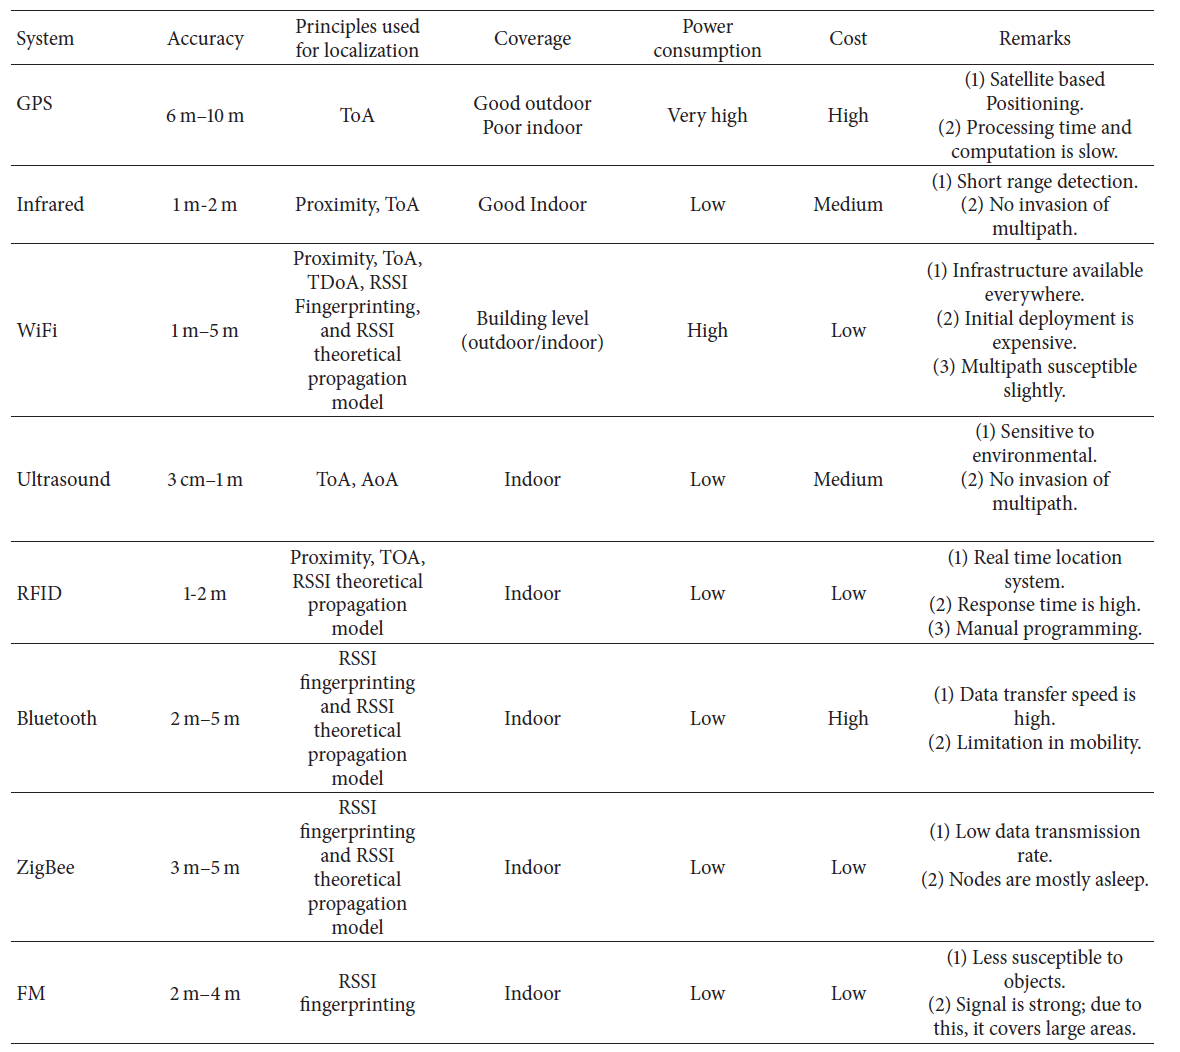 System
Accuracy
Principles used
for localization
Coverage
Power
consumption
Cost
Remarks
GPS
6 m–10 m
ToA
Good outdoor
Poor indoor
Very high
High
(1) Satellite based
Positioning.
(2) Processing time and
computation is slow.
Infrared
1 m-2 m
Proximity, ToA
Good Indoor
Low
Medium
(1) Short range detection.
(2) No invasion of
multipath.
WiFi
1 m–5 m
Proximity, ToA,
TDoA, RSSI
Fingerprinting,
and RSSI
theoretical
propagation
model
Building level
(outdoor/indoor)
High
Low
(1) Infrastructure available
everywhere.
(2) Initial deployment is
expensive.
(3) Multipath susceptible
slightly.
Ultrasound
3 cm–1 m
ToA, AoA
Indoor
Low
Medium
(1) Sensitive to
environmental.
(2) No invasion of
multipath.
RFID
1-2 m
Proximity, TOA,
RSSI theoretical
propagation
model
Indoor
Low
Low
(1) Real time location
system.
(2) Response time is high.
(3) Manual programming.
Bluetooth
2 m–5 m
RSSI
fingerprinting
and RSSI
theoretical
propagation
model
Indoor
Low
High
(1) Data transfer speed is
high.
(2) Limitation in mobility.
ZigBee
3 m–5 m
RSSI
fingerprinting
and RSSI
theoretical
propagation
model
Indoor
Low
Low
(1) Low data transmission
rate.
(2) Nodes are mostly asleep.
FM
2 m–4 m
RSSI
fingerprinting
Indoor
Low
Low
(1) Less susceptible to
objects.
(2) Signal is strong; due to
this, it covers large areas.